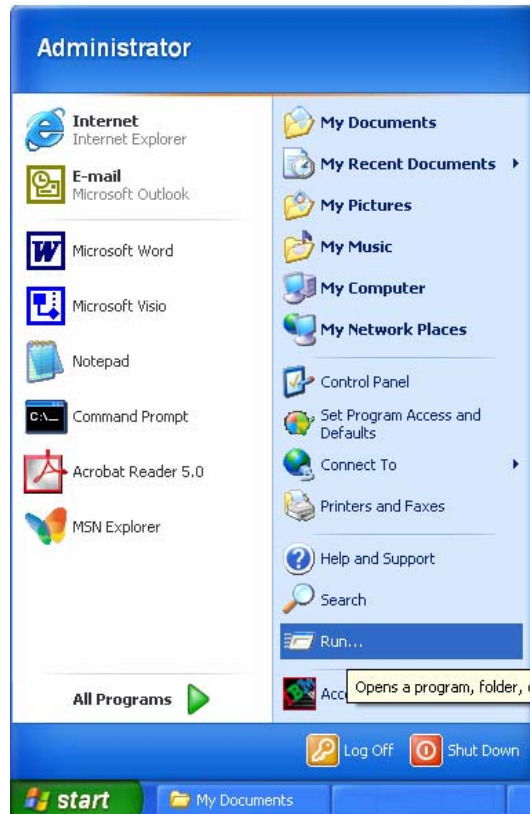 Administrator
Internet
Internet Explorer
E-mail
Microsoft Outlook
Microsoft Word
Microsoft Visio
Notepad
C:\_
Command Prompt
Acrobat Reader 5.0
MSN Explorer
All Programs
My Documents
My Recent Documents
My Pictures
My Music
My Computer
My Network Places
Control Panel
Set Program Access and
Defaults
Connect To
Printers and Faxes
Help and Support
Search
Run...
Opens a program, folder,
Log Off
Shut Down
start
My Documents